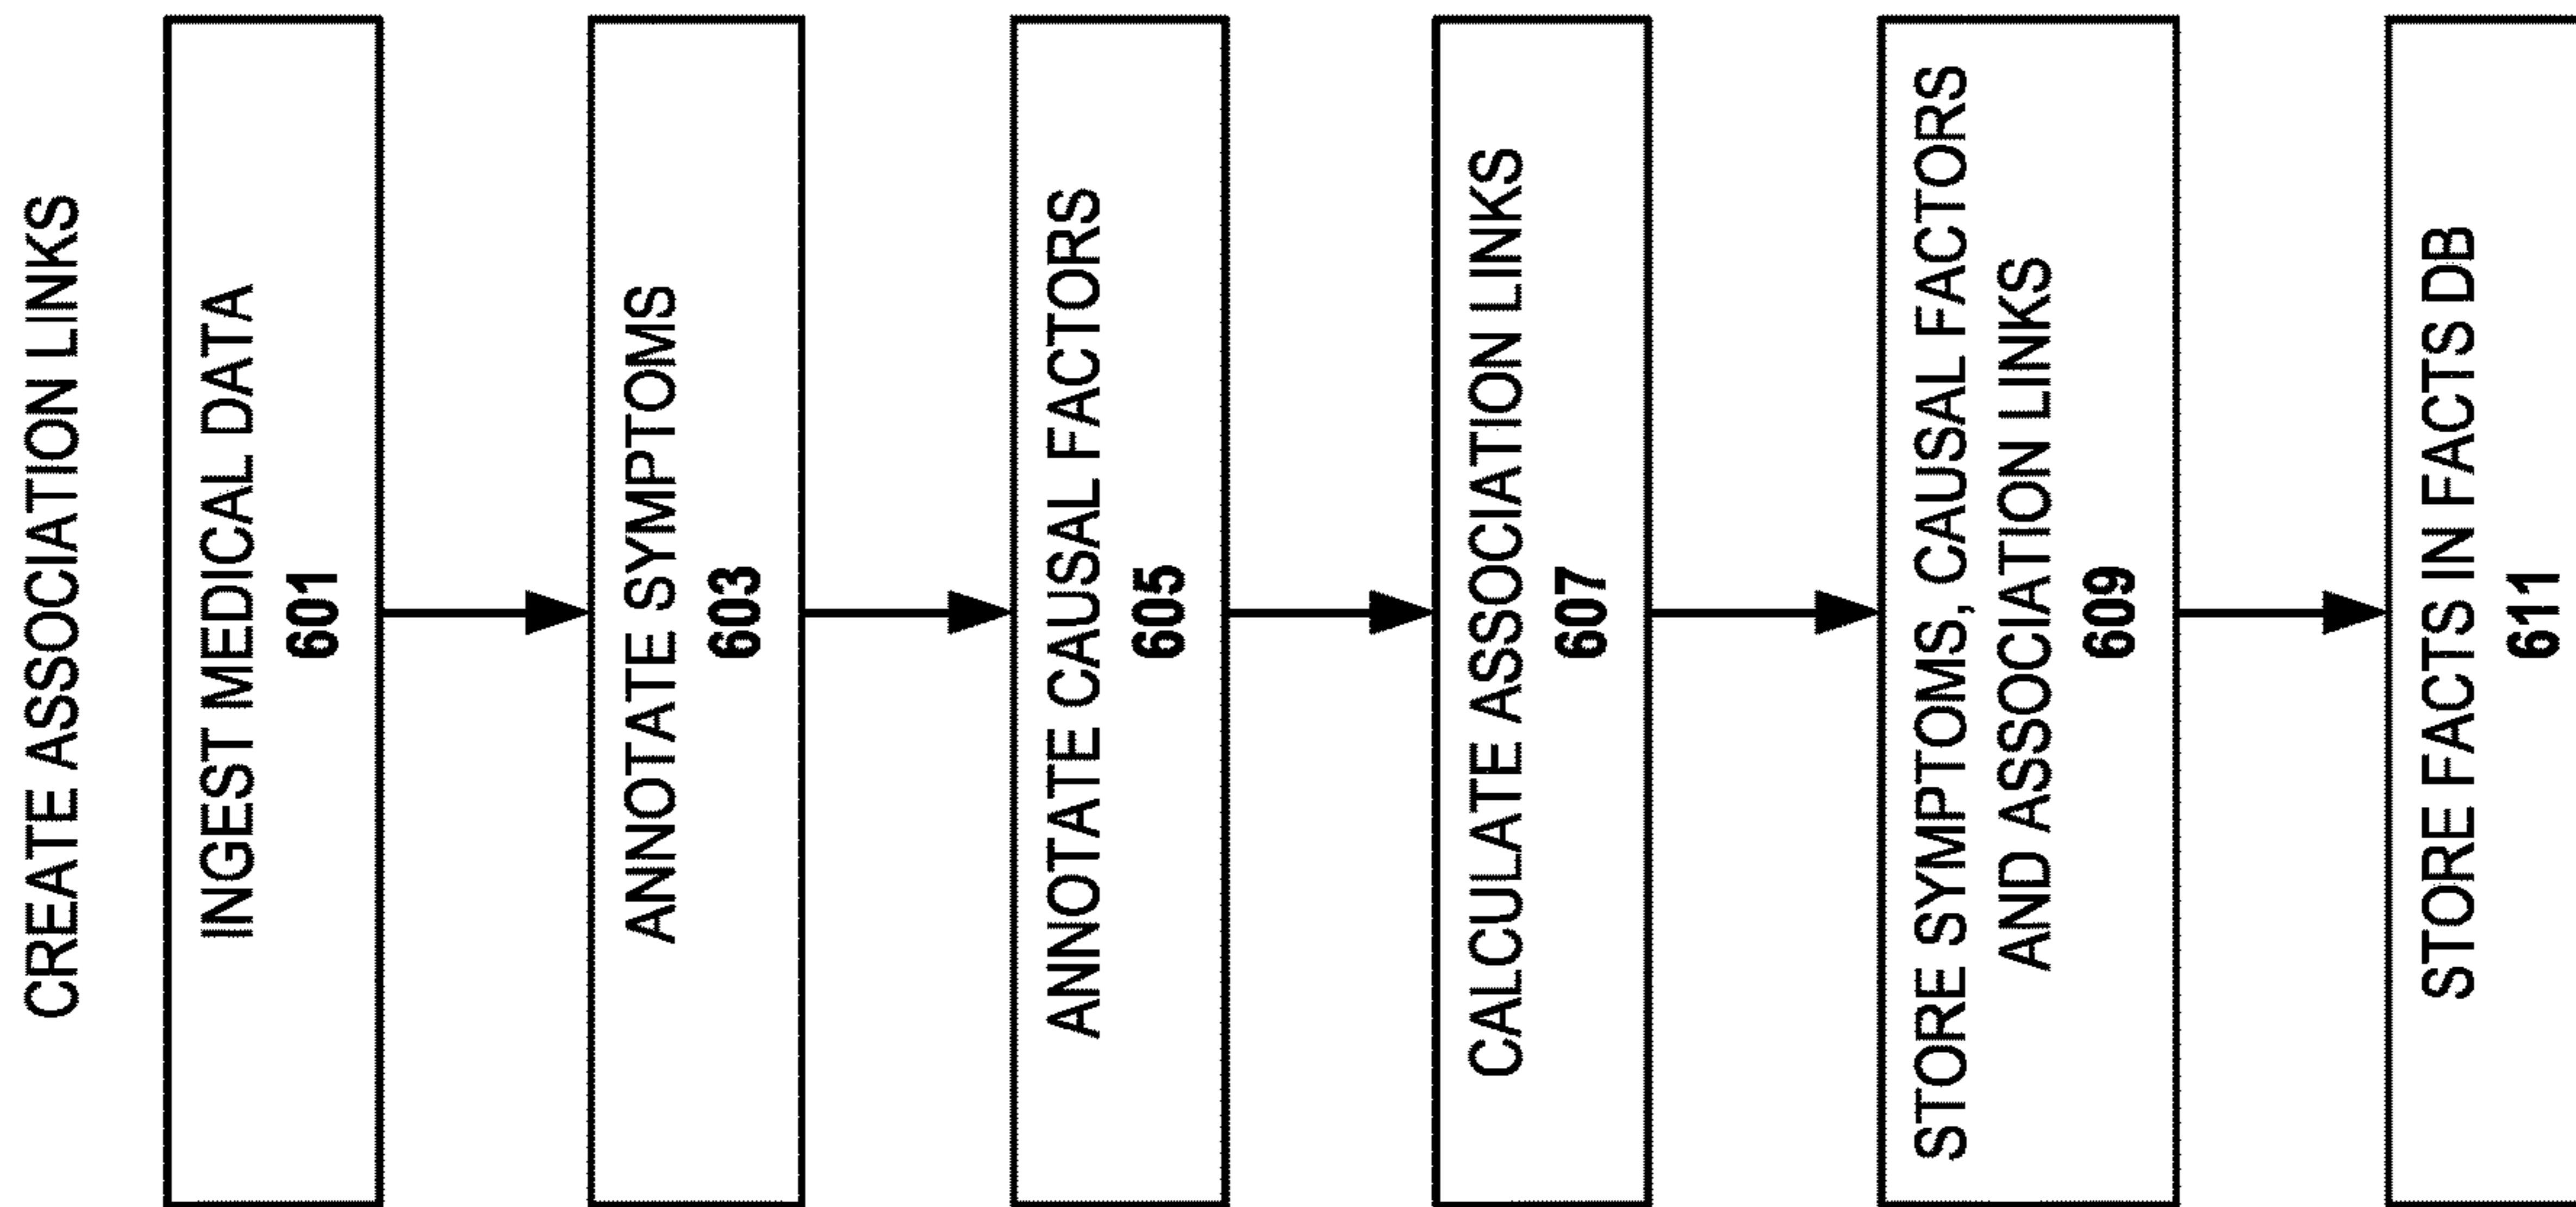 CREATE ASSOCIATION LINKS
INGEST MEDICAL DATA
601
ANNOTATE SYMPTOMS
603
ANNOTATE CAUSAL FACTORS
605
CALCULATE ASSOCIATION LINKS
607
STORE SYMPTOMS, CAUSAL FACTORS
AND ASSOCIATION LINKS
609
STORE FACTS IN FACTS DB
611